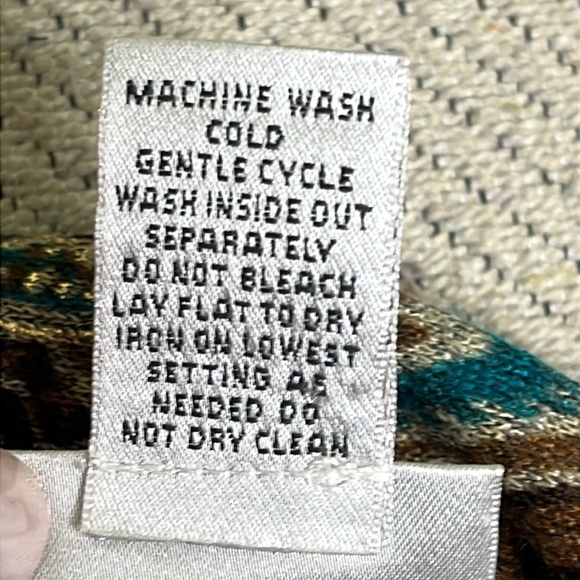 MACHINE WASH
COLD
GENTLE CYCLE
WASH INSIDE OUT
SEPARATELY
DO NOT BLEACH
LAY FLAT TO DRY
IRON ON LOWEST
SETTING AS
NEEDED DO
NOT DRY CLEAN